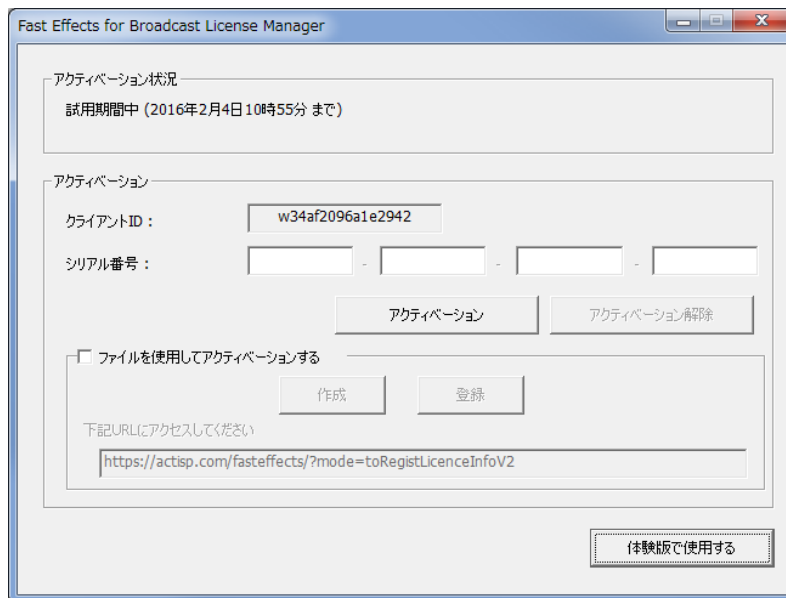 Fast Effects for Broadcast License Manager
アクティベーション状況
試用期間中 (2016年2月4日10時55分 まで)
アクティベーション
クライアントID： w34af2096a1e2942
シリアル番号： - - -
アクティベーション アクティベーション解除
ファイルを使用してアクティベーションする
作成 登録
下記URLにアクセスしてください
https://actisp.com/fasteffects/?mode=toRegistLicenceInfoV2
体験版で使用する